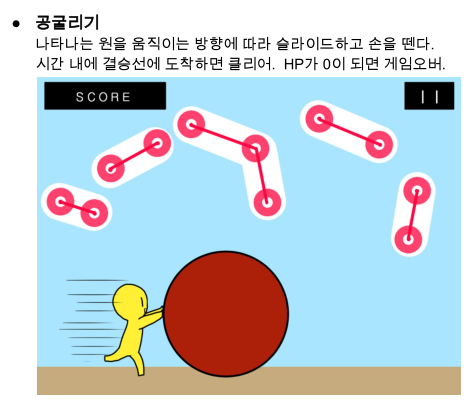 ● 공굴리기
나타나는 원을 움직이는 방향에 따라 슬라이드하고 손을 뗀다.
시간 내에 결승선에 도착하면 클리어. HP가 0이 되면 게임오버.
SCORE